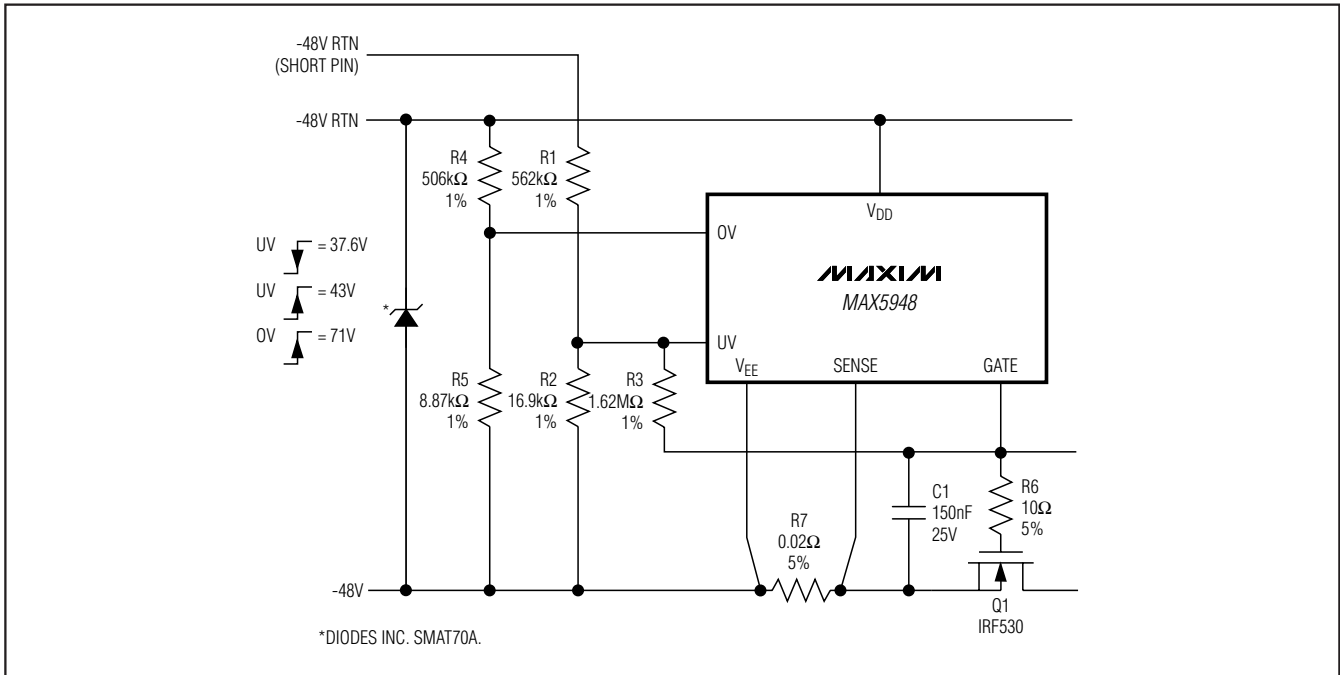 -48V RTN
(SHORT PIN)
-48V RTN
R4
506kΩ
1%
R1
562kΩ
1%
VDD
OV
MAXIM
MAX5948
UV = 37.6V
UV = 43V
OV = 71V
*
UV
VEE
SENSE
GATE
R5
8.87kΩ
1%
R2
16.9kΩ
1%
R3
1.62MΩ
1%
C1
150nF
25V
R6
10Ω
5%
R7
0.02Ω
5%
-48V
Q1
IRF530
*DIODES INC. SMAT70A.